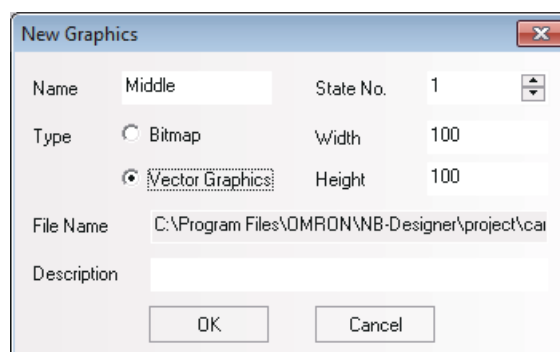 New Graphics
Name Middle State No. 1
Type Bitmap Width 100
Vector Graphics Height 100
File Name C:\Program Files\OMRON\NB-Designer\project\car
Description
OK Cancel